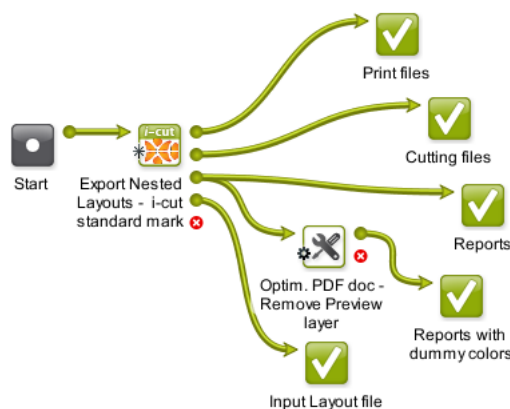 Print files
i-cut
Start
Export Nested
Layouts - i-cut
standard mark
Cutting files
Reports
Optim. PDF doc -
Remove Preview
layer
Reports with
dummy colors
Input Layout file